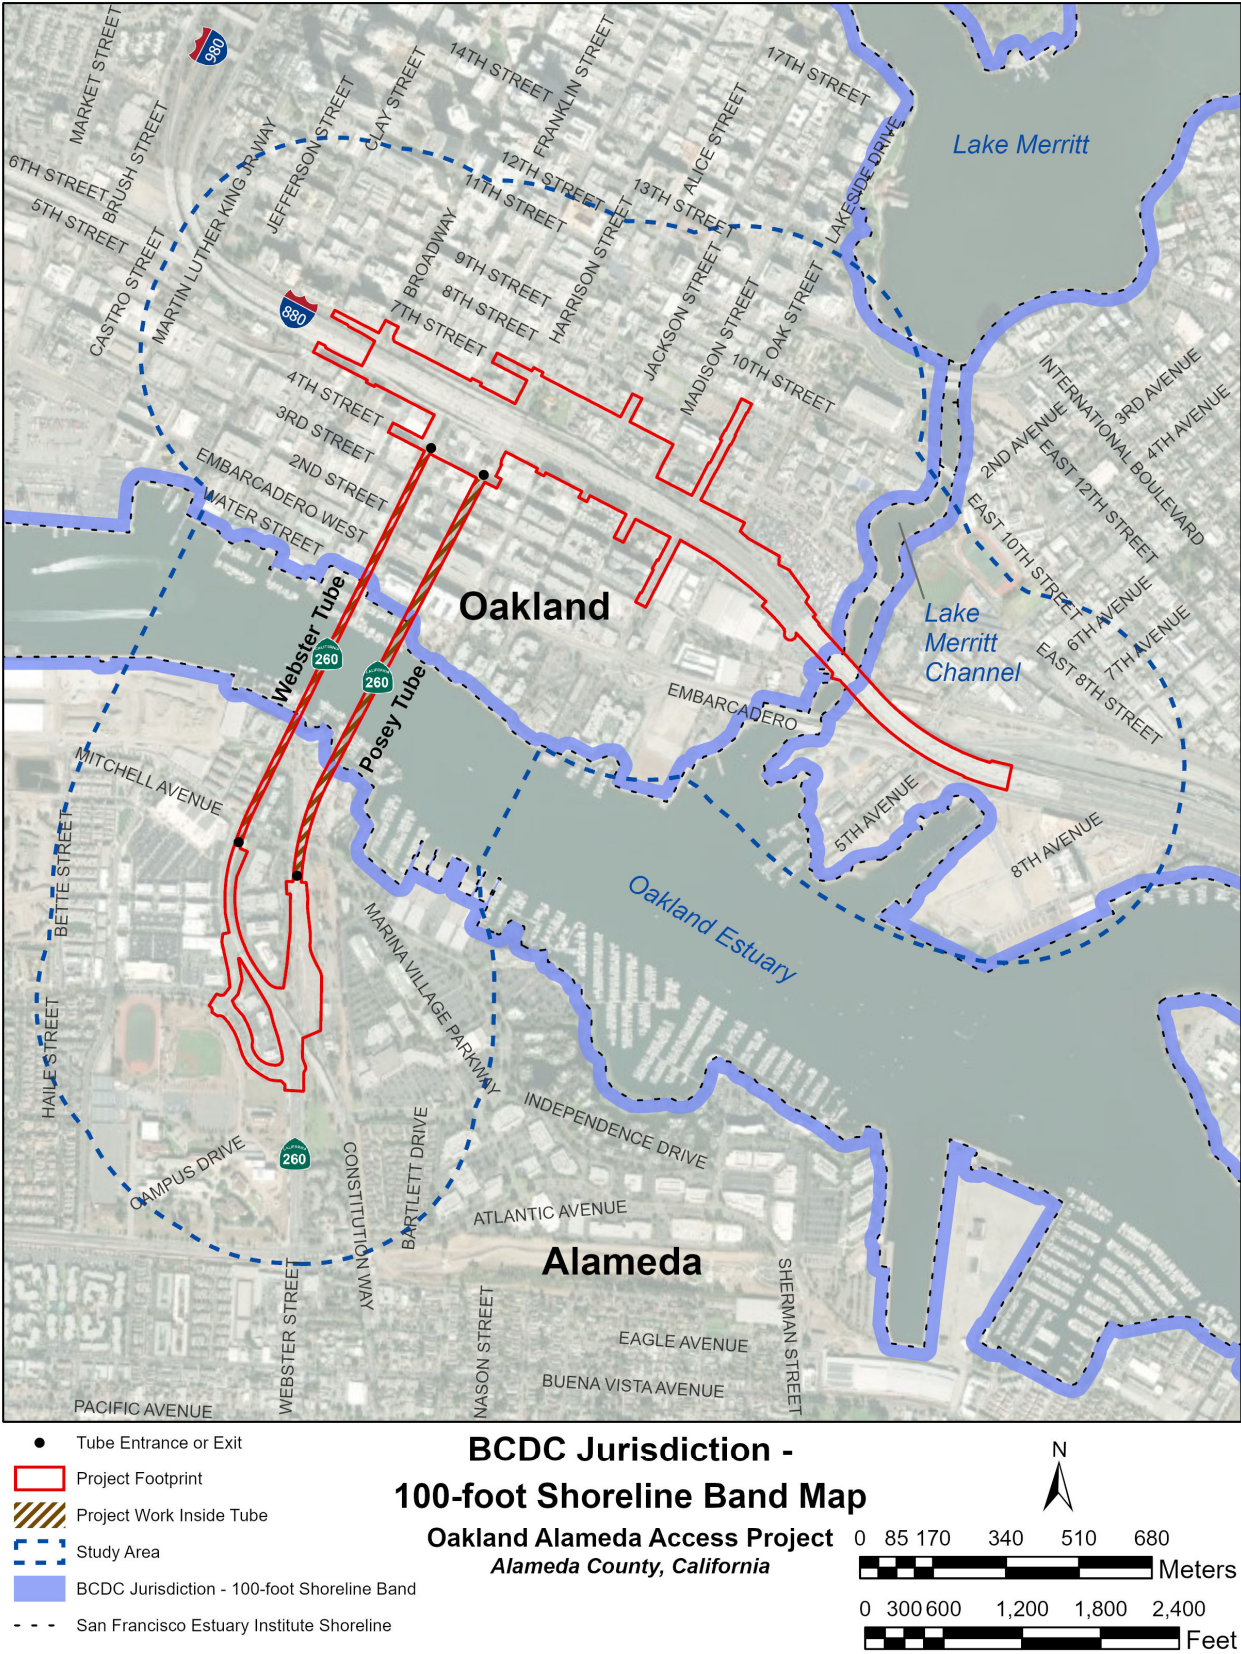 980
MARKET STREET
BRUSH STREET
CLAY STREET
14TH STREET
FRANKLIN STREET
17TH STREET
ALICE STREET
LAKESIDE DRIVE
Lake Merritt
6TH STREET
5TH STREET
CASTRO STREET
MARTIN LUTHER KING JR WAY
JEFFERSON STREET
12TH STREET
11TH STREET
13TH STREET
BROADWAY
9TH STREET
8TH STREET
7TH STREET
HARRISON STREET
JACKSON STREET
MADISON STREET
OAK STREET
10TH STREET
880
4TH STREET
3RD STREET
2ND STREET
EMBARCADERO WEST
WATER STREET
INTERNATIONAL BOULEVARD
2ND AVENUE
3RD AVENUE
4TH AVENUE
EAST 12TH STREET
EAST 10TH STREET
6TH AVENUE
7TH AVENUE
EAST 8TH STREET
Oakland
Lake
Merritt
Channel
Webster Tube
CALIFORNIA
260
CALIFORNIA
260
Posey Tube
EMBARCADERO
5TH AVENUE
8TH AVENUE
Oakland Estuary
MITCHELL AVENUE
BETTE STREET
HAILE STREET
MARINA VILLAGE PARKWAY
INDEPENDENCE DRIVE
CAMPUS DRIVE
CALIFORNIA
260
CONSTITUTION WAY
BARTLETT DRIVE
ATLANTIC AVENUE
Alameda
WEBSTER STREET
NASON STREET
SHERMAN STREET
EAGLE AVENUE
BUENA VISTA AVENUE
PACIFIC AVENUE
Tube Entrance or Exit
Project Footprint
Project Work Inside Tube
Study Area
BCDC Jurisdiction - 100-foot Shoreline Band
San Francisco Estuary Institute Shoreline
BCDC Jurisdiction -
100-foot Shoreline Band Map
Oakland Alameda Access Project
Alameda County, California
N
0 85 170 340 510 680
Meters
0 300 600 1,200 1,800 2,400
Feet